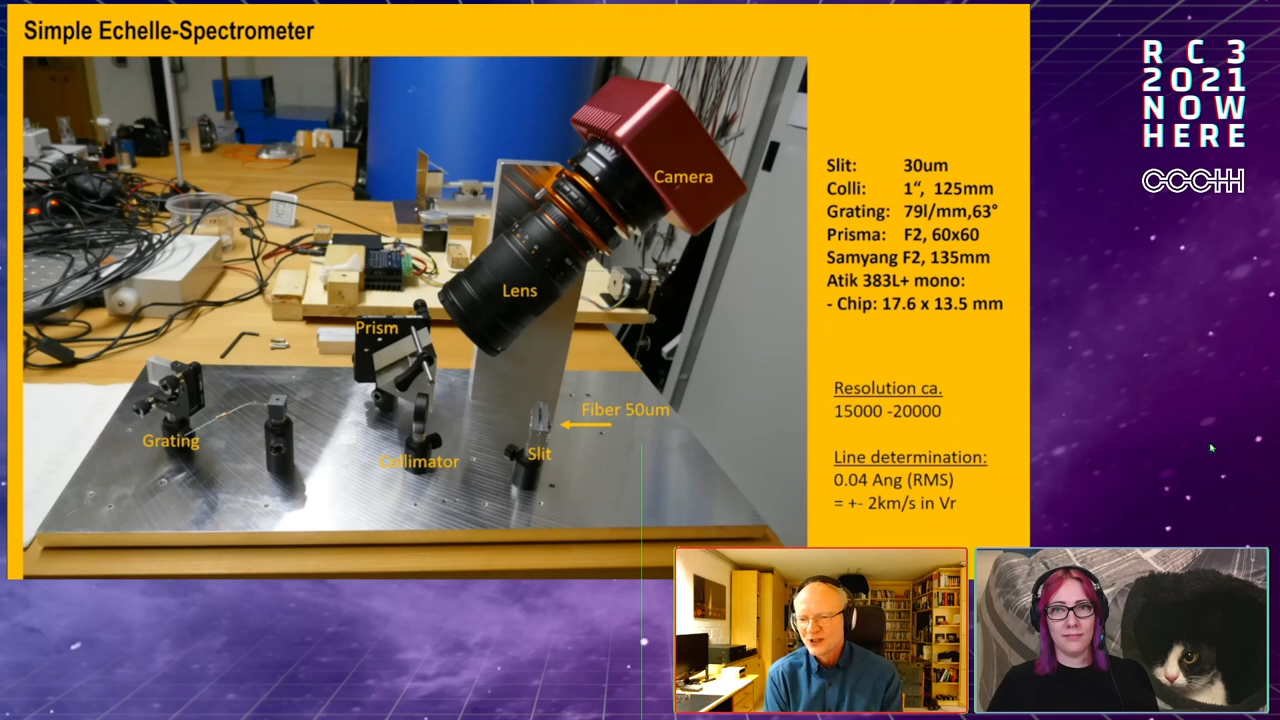 Simple Echelle-Spectrometer
Camera
Lens
Prism
Grating
Collimator
Slit
Fiber 50um
Slit: 30um
Colli: 1“, 125mm
Grating: 79l/mm,63°
Prisma: F2, 60x60
Samyang F2, 135mm
Atik 383L+ mono:
- Chip: 17.6 x 13.5 mm
Resolution ca.
15000 -20000
Line determination:
0.04 Ang (RMS)
= +- 2km/s in Vr
R C 3
2021
NOW
HERE
CCCHH